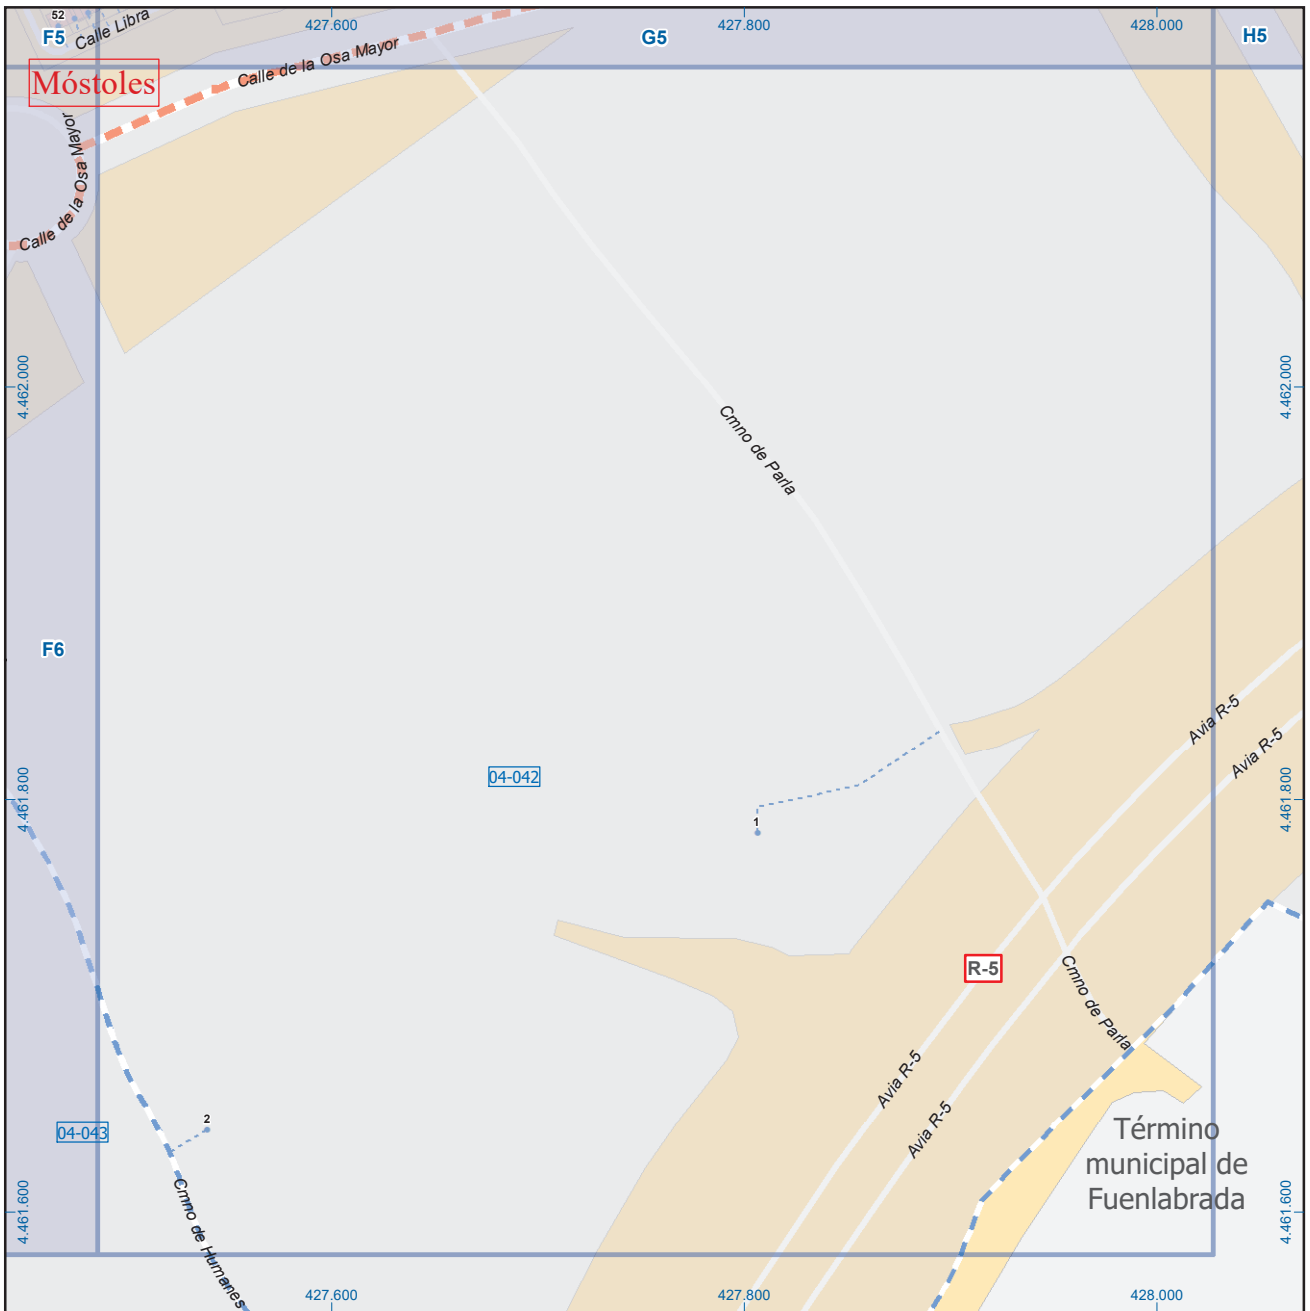 52
Calle Libra
427.600
427.800
428.000
F5
G5
H5
Móstoles
Calle de la Osa Mayor
Calle de la Osa Mayor
4.462.000
4.462.000
Cmno de Parla
F6
Avia R-5
Avia R-5
04-042
4.461.800
4.461.800
1
R-5
Cmno de Parla
Avia R-5
Avia R-5
2
04-043
Término
municipal de
Fuenlabrada
Cmno de Humanes
4.461.600
4.461.600
427.600
427.800
428.000